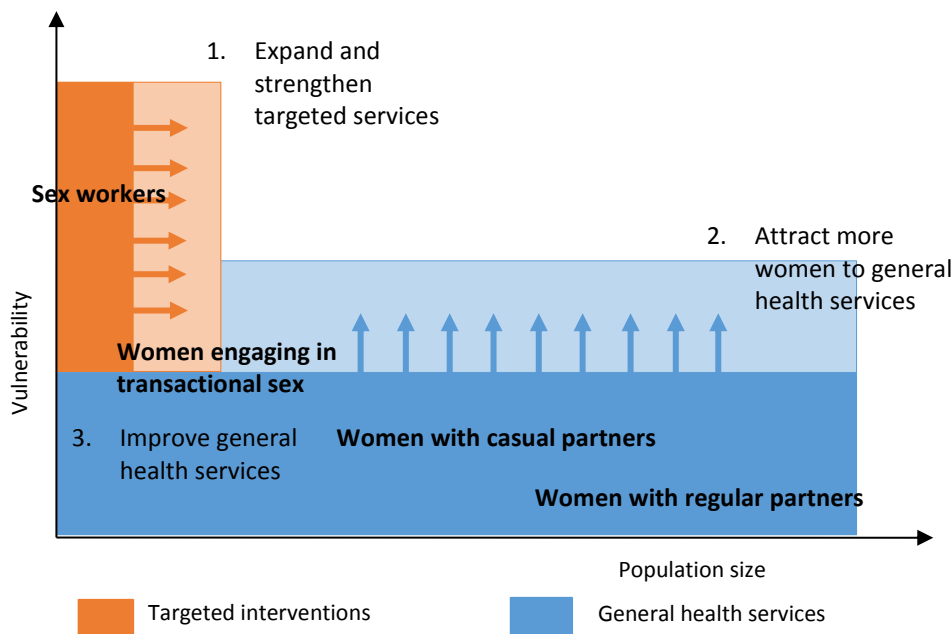 1. Expand and
strengthen
targeted services
Sex workers
2. Attract more
women to general
health services
Vulnerability
Women engaging in
transactional sex
3. Improve general
health services
Women with casual partners
Women with regular partners
Population size
Targeted interventions
General health services